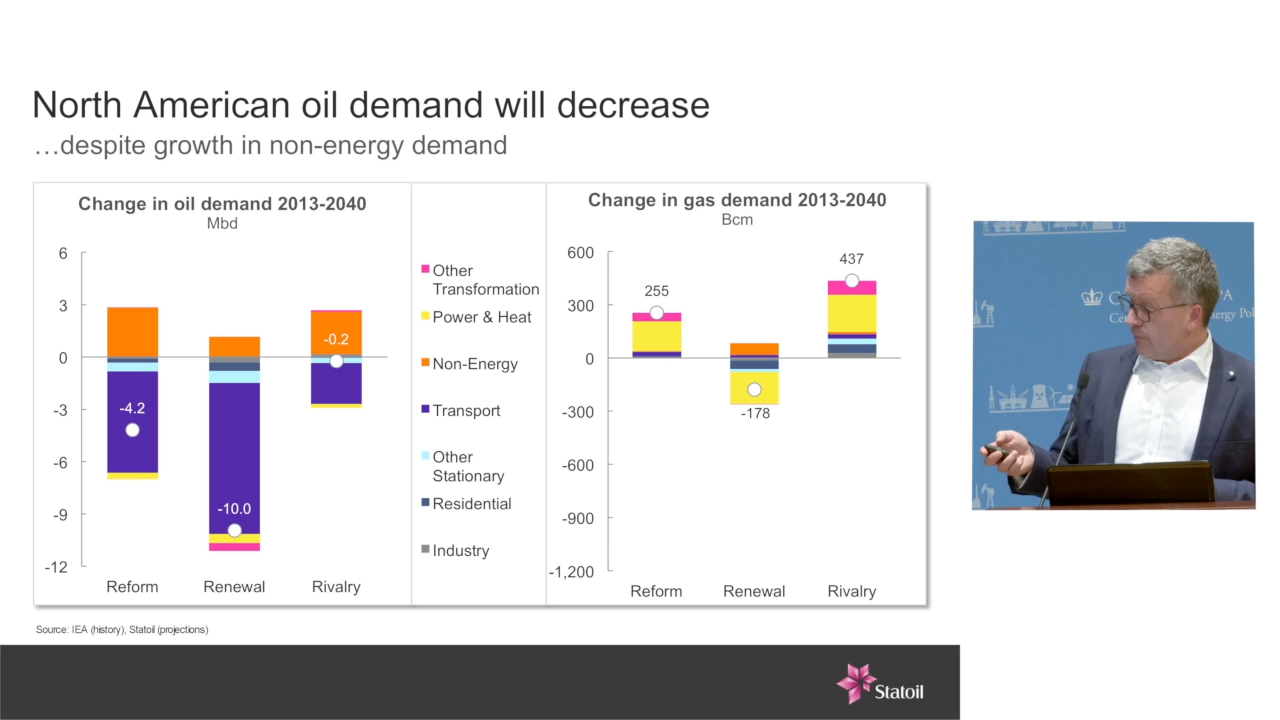 North American oil demand will decrease
…despite growth in non-energy demand
Change in oil demand 2013-2040
Mbd
6
3
0
-3
-6
-9
-12
-4.2
-10.0
-0.2
Reform
Renewal
Rivalry
Other
Transformation
Power & Heat
Non-Energy
Transport
Other
Stationary
Residential
Industry
Change in gas demand 2013-2040
Bcm
600
300
0
-300
-600
-900
-1,200
255
-178
437
Reform
Renewal
Rivalry
Source: IEA (history), Statoil (projections)
Statoil